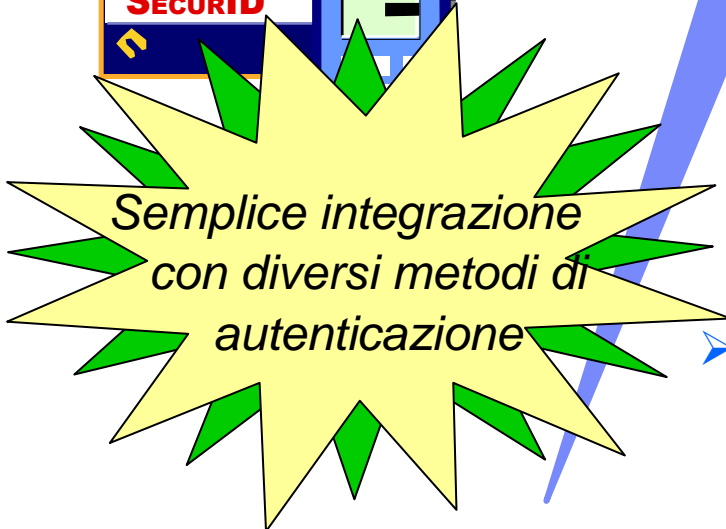 SECURID
Semplice integrazione
con diversi metodi di
autenticazione